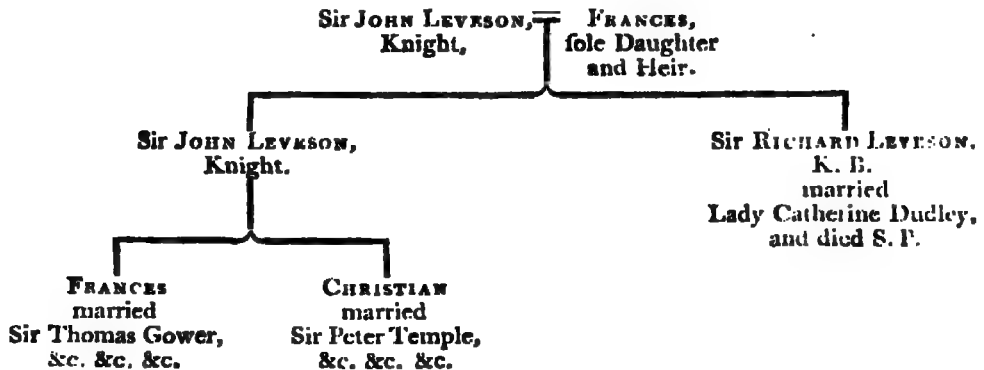 Sir JOHN LEVESON,
Knight,
FRANCES,
ſole Daughter
and Heir.
Sir JOHN LEVESON,
Knight.
Sir RICHARD LEVESON.
K. B.
married
Lady Catherine Dudley,
and died S. P.
FRANCES
married
Sir Thomas Gower,
&c. &c. &c.
CHRISTIAN
married
Sir Peter Temple,
&c. &c. &c.